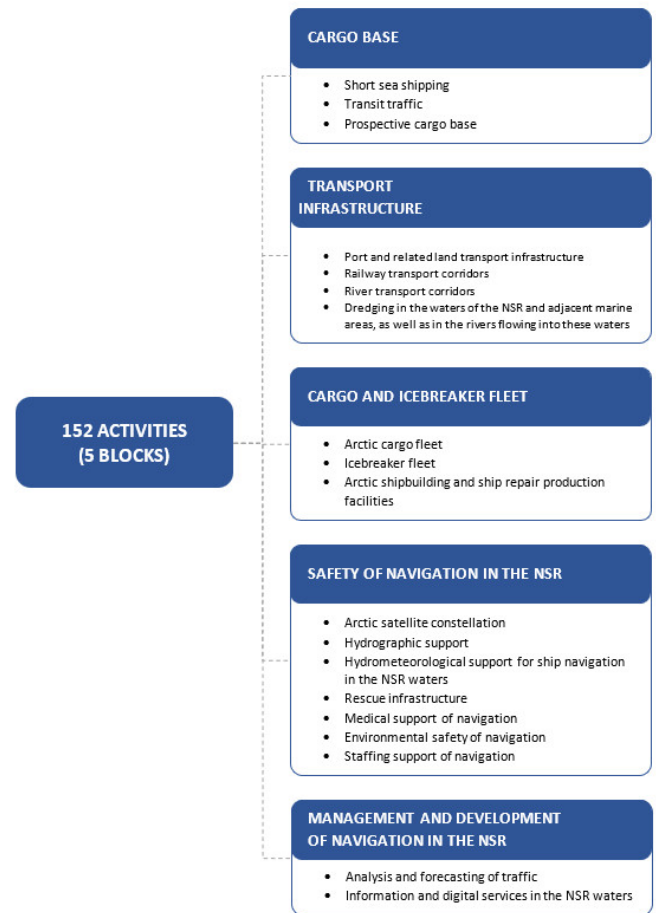 CARGO BASE
• Short sea shipping
• Transit traffic
• Prospective cargo base
TRANSPORT
INFRASTRUCTURE
• Port and related land transport infrastructure
• Railway transport corridors
• River transport corridors
• Dredging in the waters of the NSR and adjacent marine
areas, as well as in the rivers flowing into these waters
152 ACTIVITIES
(5 BLOCKS)
CARGO AND ICEBREAKER FLEET
• Arctic cargo fleet
• Icebreaker fleet
• Arctic shipbuilding and ship repair production
facilities
SAFETY OF NAVIGATION IN THE NSR
• Arctic satellite constellation
• Hydrographic support
• Hydrometeorological support for ship navigation
in the NSR waters
• Rescue infrastructure
• Medical support of navigation
• Environmental safety of navigation
• Staffing support of navigation
MANAGEMENT AND DEVELOPMENT
OF NAVIGATION IN THE NSR
• Analysis and forecasting of traffic
• Information and digital services in the NSR waters